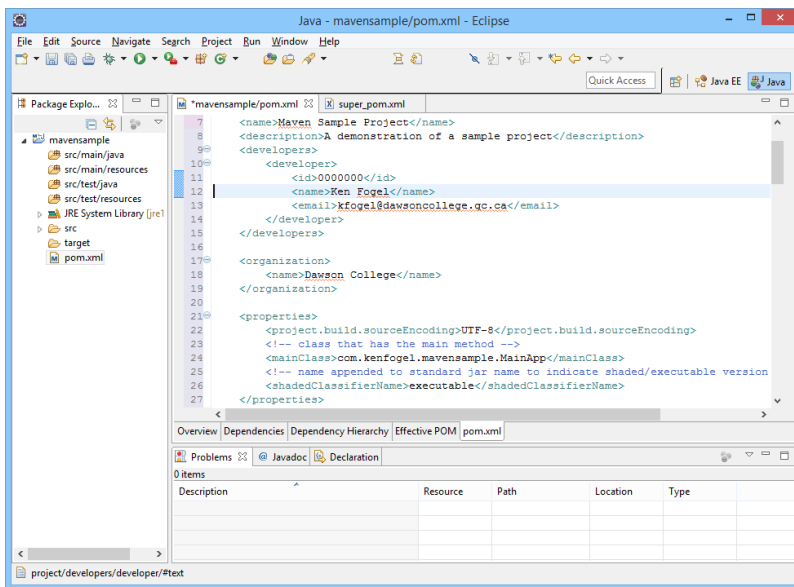 Java - mavensample/pom.xml - Eclipse
File Edit Source Navigate Search Project Run Window Help
Quick Access Java EE Java
Package Explo...
*mavensample/pom.xml super_pom.xml
mavensample
src/main/java
src/main/resources
src/test/java
src/test/resources
JRE System Library [jre1
src
target
pom.xml
7 <name>Maven Sample Project</name>
8 <description>A demonstration of a sample project</description>
9 <developers>
10 <developer>
11 <id>0000000</id>
12 <name>Ken Fogel</name>
13 <email>kfogel@dawsoncollege.qc.ca</email>
14 </developer>
15 </developers>
16
17 <organization>
18 <name>Dawson College</name>
19 </organization>
20
21 <properties>
22 <project.build.sourceEncoding>UTF-8</project.build.sourceEncoding>
23 <!-- class that has the main method -->
24 <mainClass>com.kenfogel.mavensample.MainApp</mainClass>
25 <!-- name appended to standard jar name to indicate shaded/executable version
26 <shadedClassifierName>executable</shadedClassifierName>
27 </properties>
Overview Dependencies Dependency Hierarchy Effective POM pom.xml
Problems @ Javadoc Declaration
0 items
Description Resource Path Location Type
project/developers/developer/#text